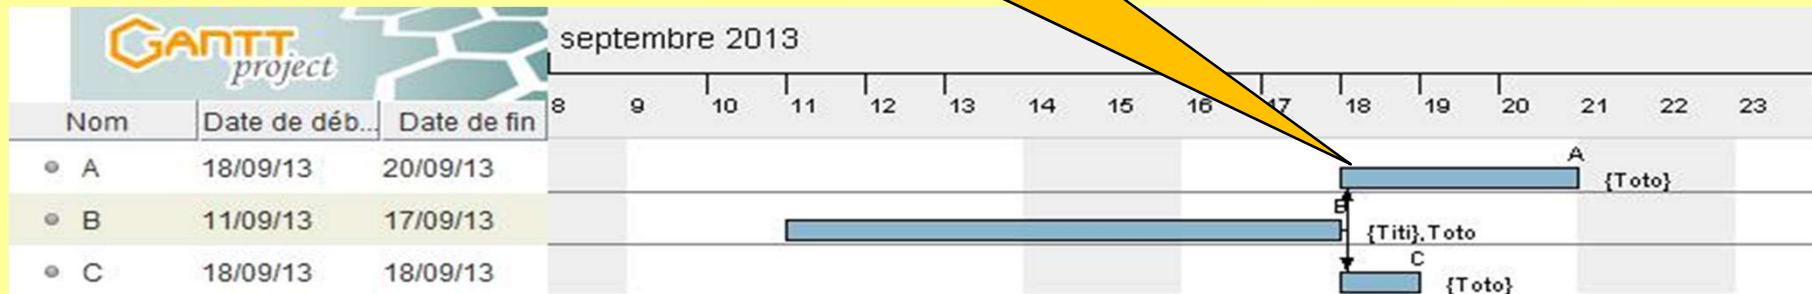 GANTT project
septembre 2013
8 9 10 11 12 13 14 15 16 17 18 19 20 21 22 23
Nom Date de déb... Date de fin
A 18/09/13 20/09/13 A {Toto}
B 11/09/13 17/09/13 B {Titi}.Toto
C 18/09/13 18/09/13 C {Toto}